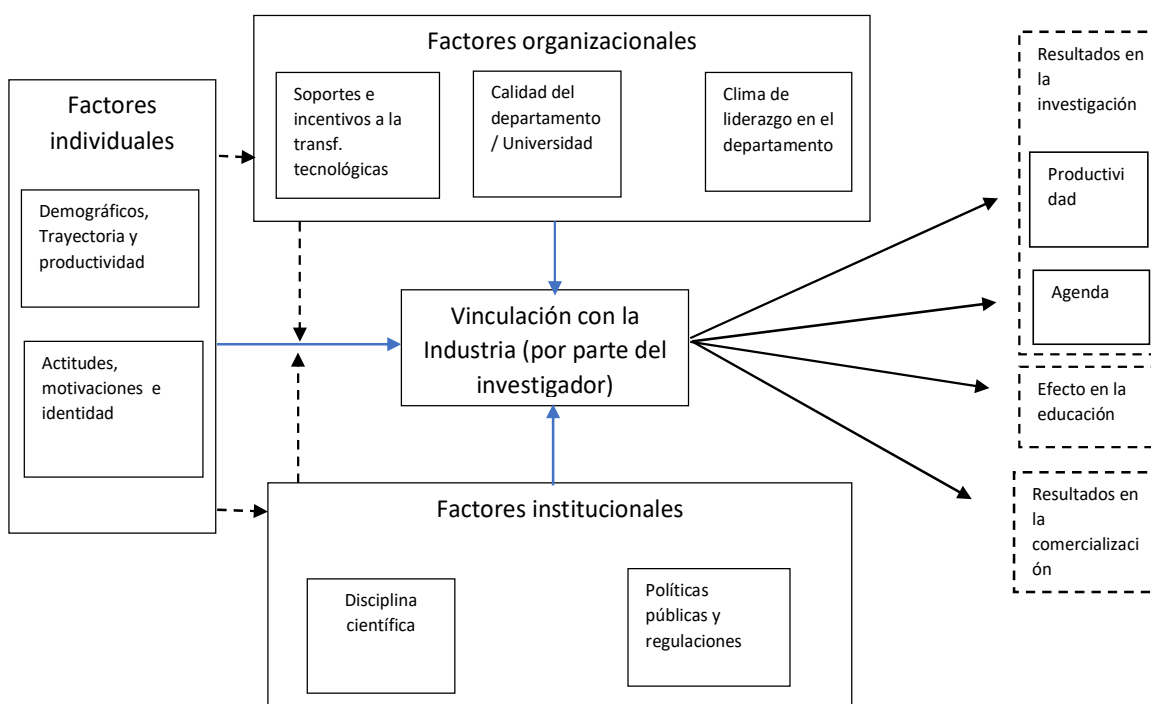 Factores
individuales
Demográficos,
Trayectoria y
productividad
Actitudes,
motivaciones e
identidad
Factores organizacionales
Soportes e
incentivos a la
transf.
tecnológicas
Calidad del
departamento
/ Universidad
Clima de
liderazgo en el
departamento
Vinculación con la
Industria (por parte del
investigador)
Factores institucionales
Disciplina
científica
Políticas
públicas y
regulaciones
Resultados en
la
investigación
Productivi
dad
Agenda
Efecto en la
educación
Resultados en
la
comercializaci
ón